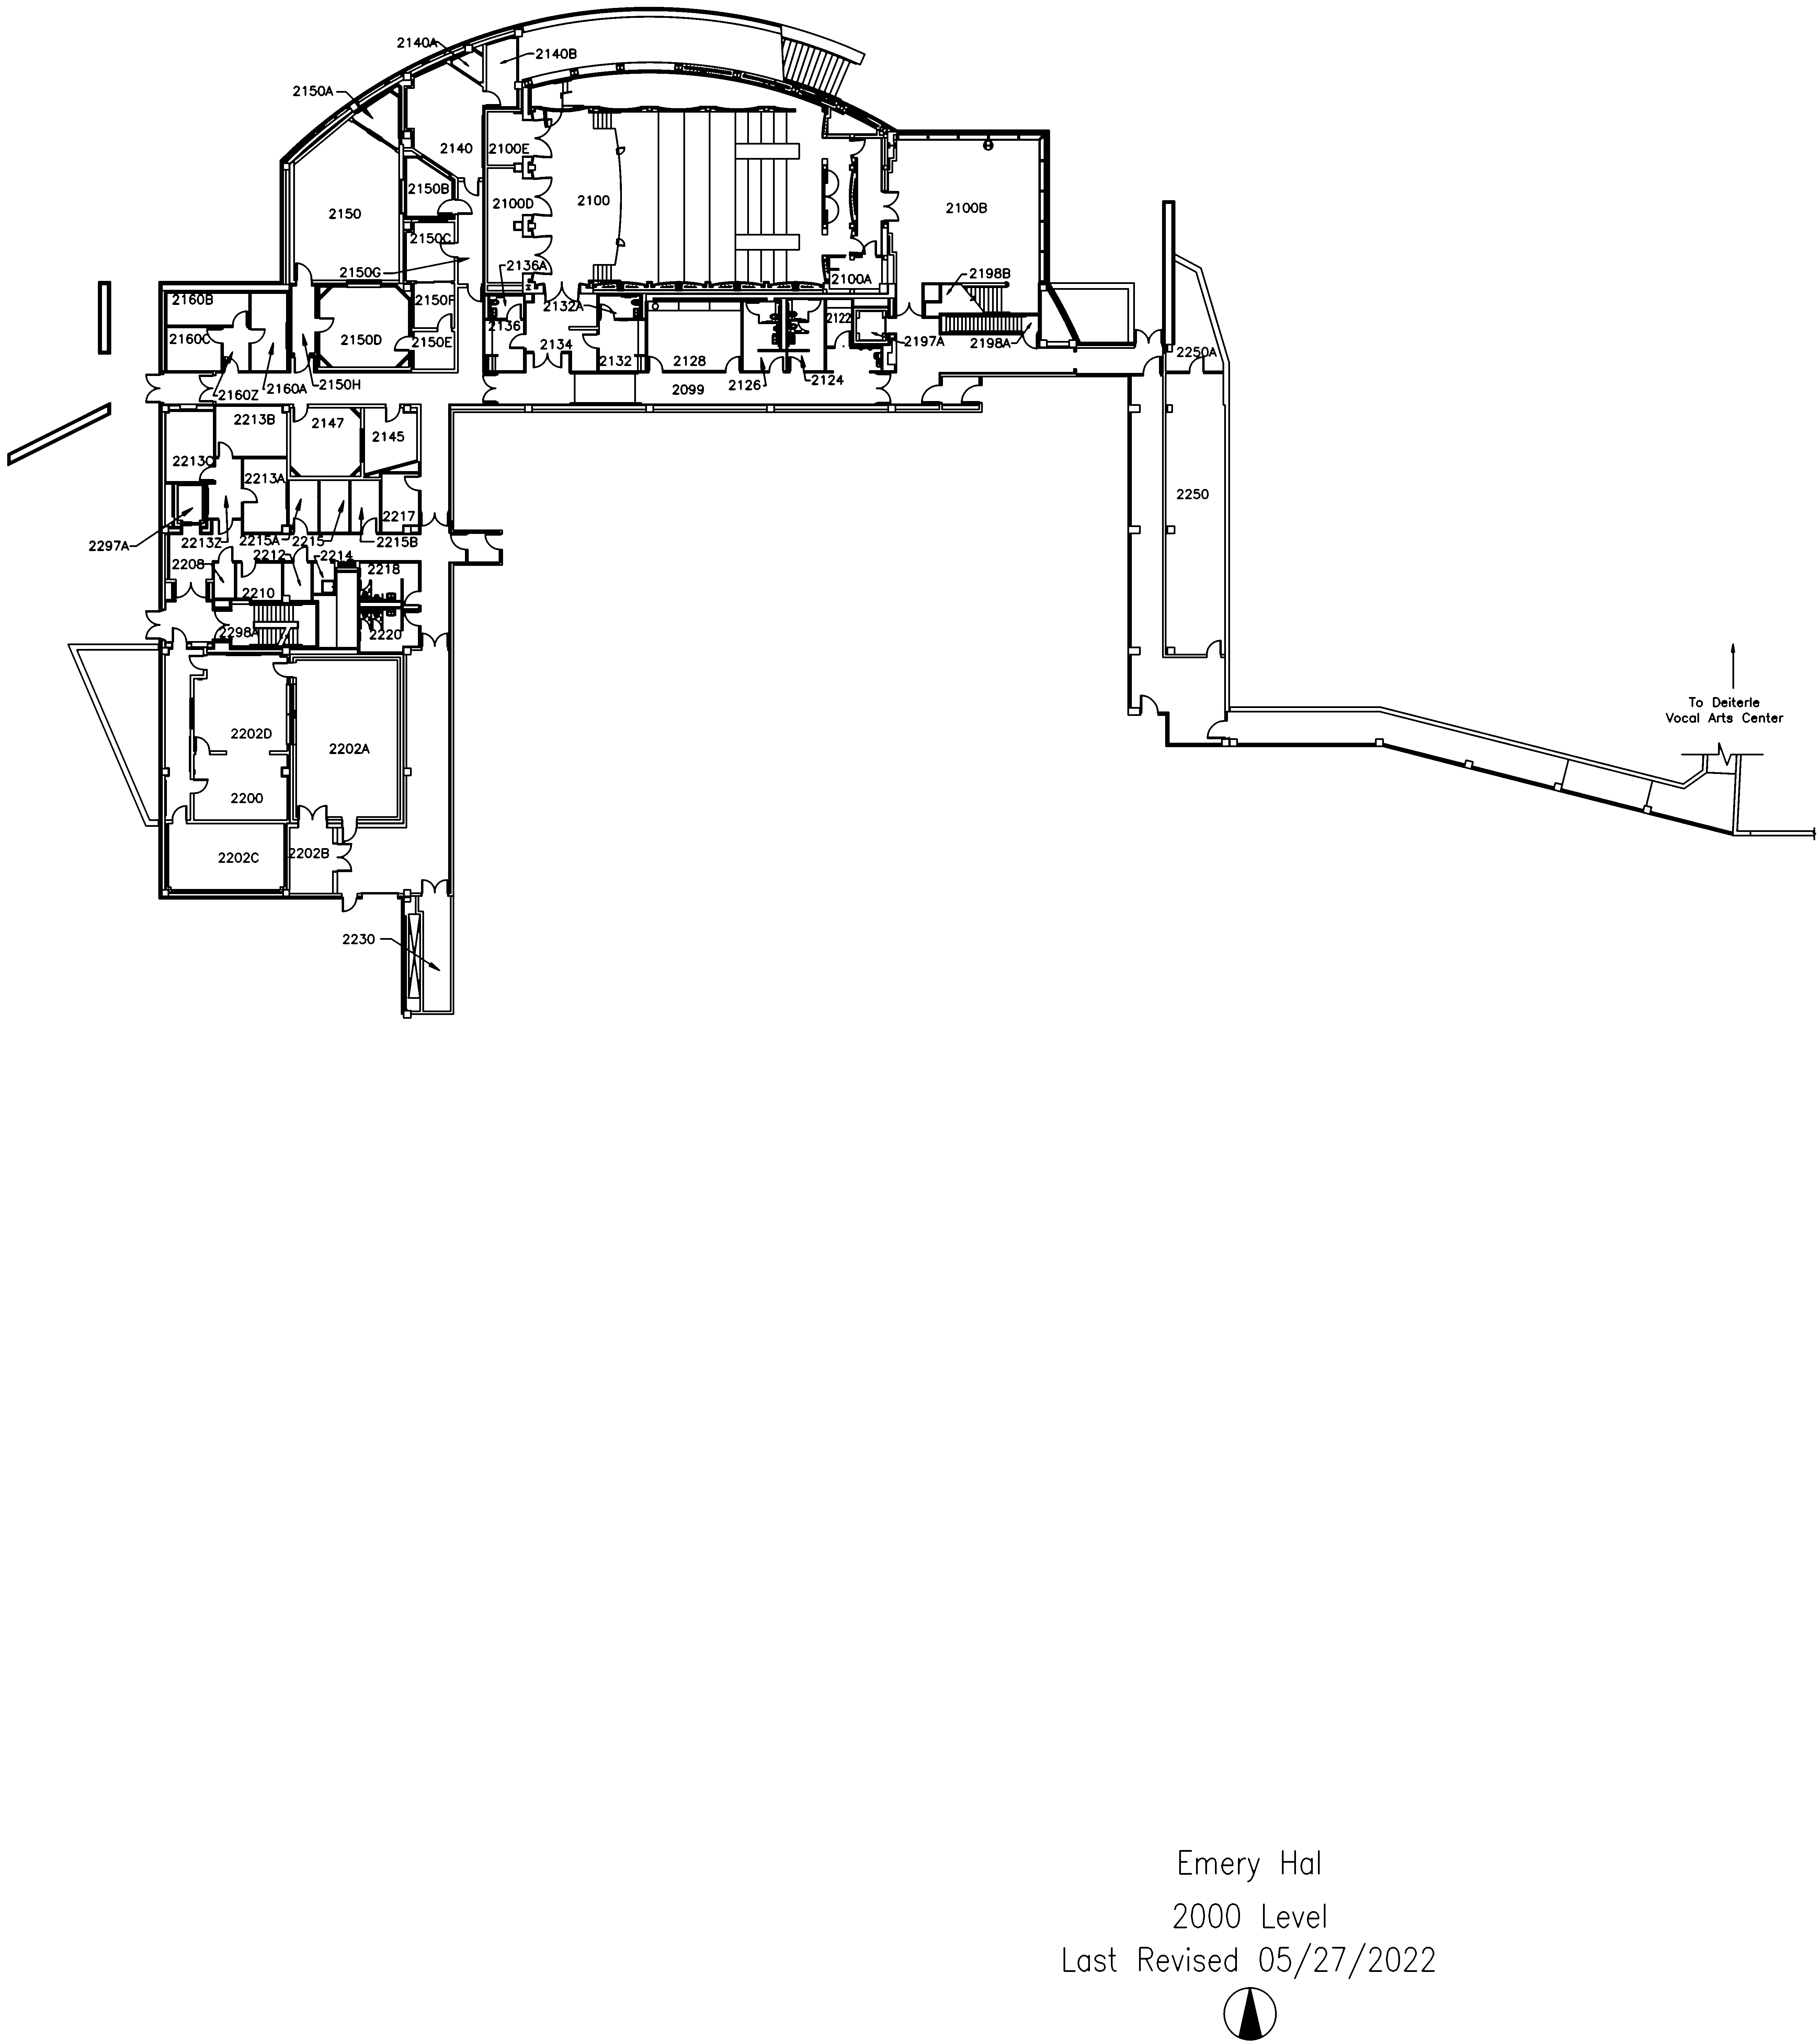 2140A
2140B
2150A
2140
2100E
2150B
2150
2100D
2100
2100B
2150C
2136A
2150G
2198B
2100A
2160B
2150F
2132A
2136
2122
2160C
2150D
2150E
2134
2197A
2198A
2132
2128
2250A
2160Z
2160A
2150H
2126
2124
2099
2213B
2147
2145
2213C
2213A
2250
2217
2297A
2213Z
2215A
2215
2215B
2208
2212
2214
2218
2210
2298A
2220
To Deiterle
Vocal Arts Center
2202D
2202A
2200
2202C
2202B
2230
Emery Hal
2000 Level
Last Revised 05/27/2022